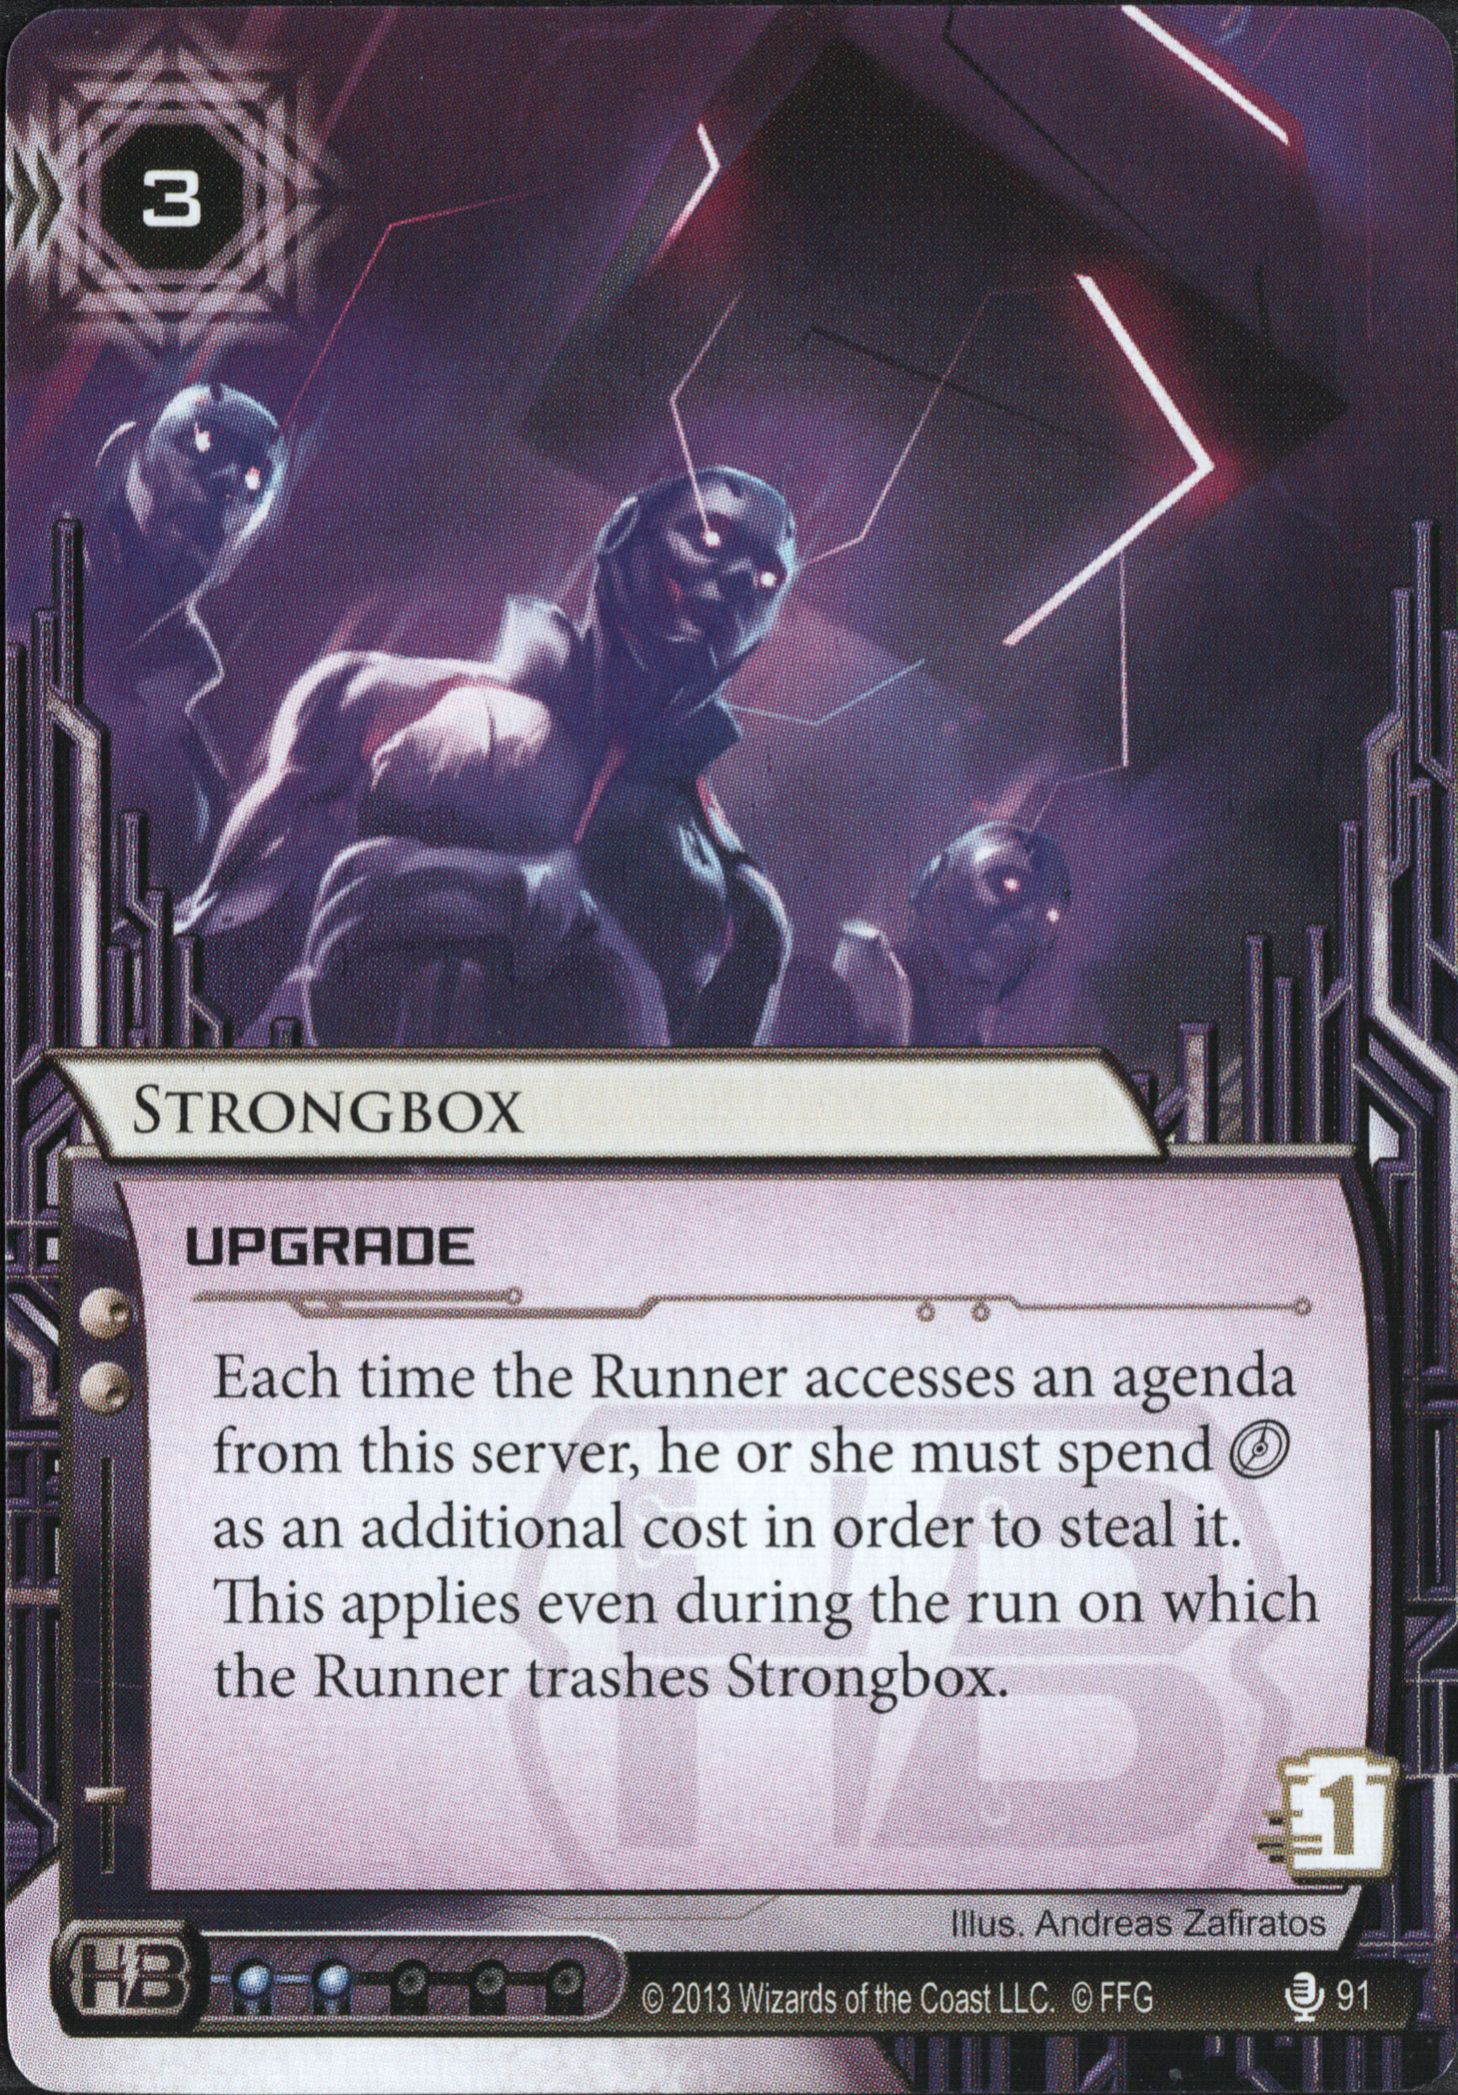 3
STRONGBOX
UPGRADE
Each time the Runner accesses an agenda
from this server, he or she must spend
as an additional cost in order to steal it.
This applies even during the run on which
the Runner trashes Strongbox.
1
Illus. Andreas Zafiratos
HB
© 2013 Wizards of the Coast LLC. © FFG
91